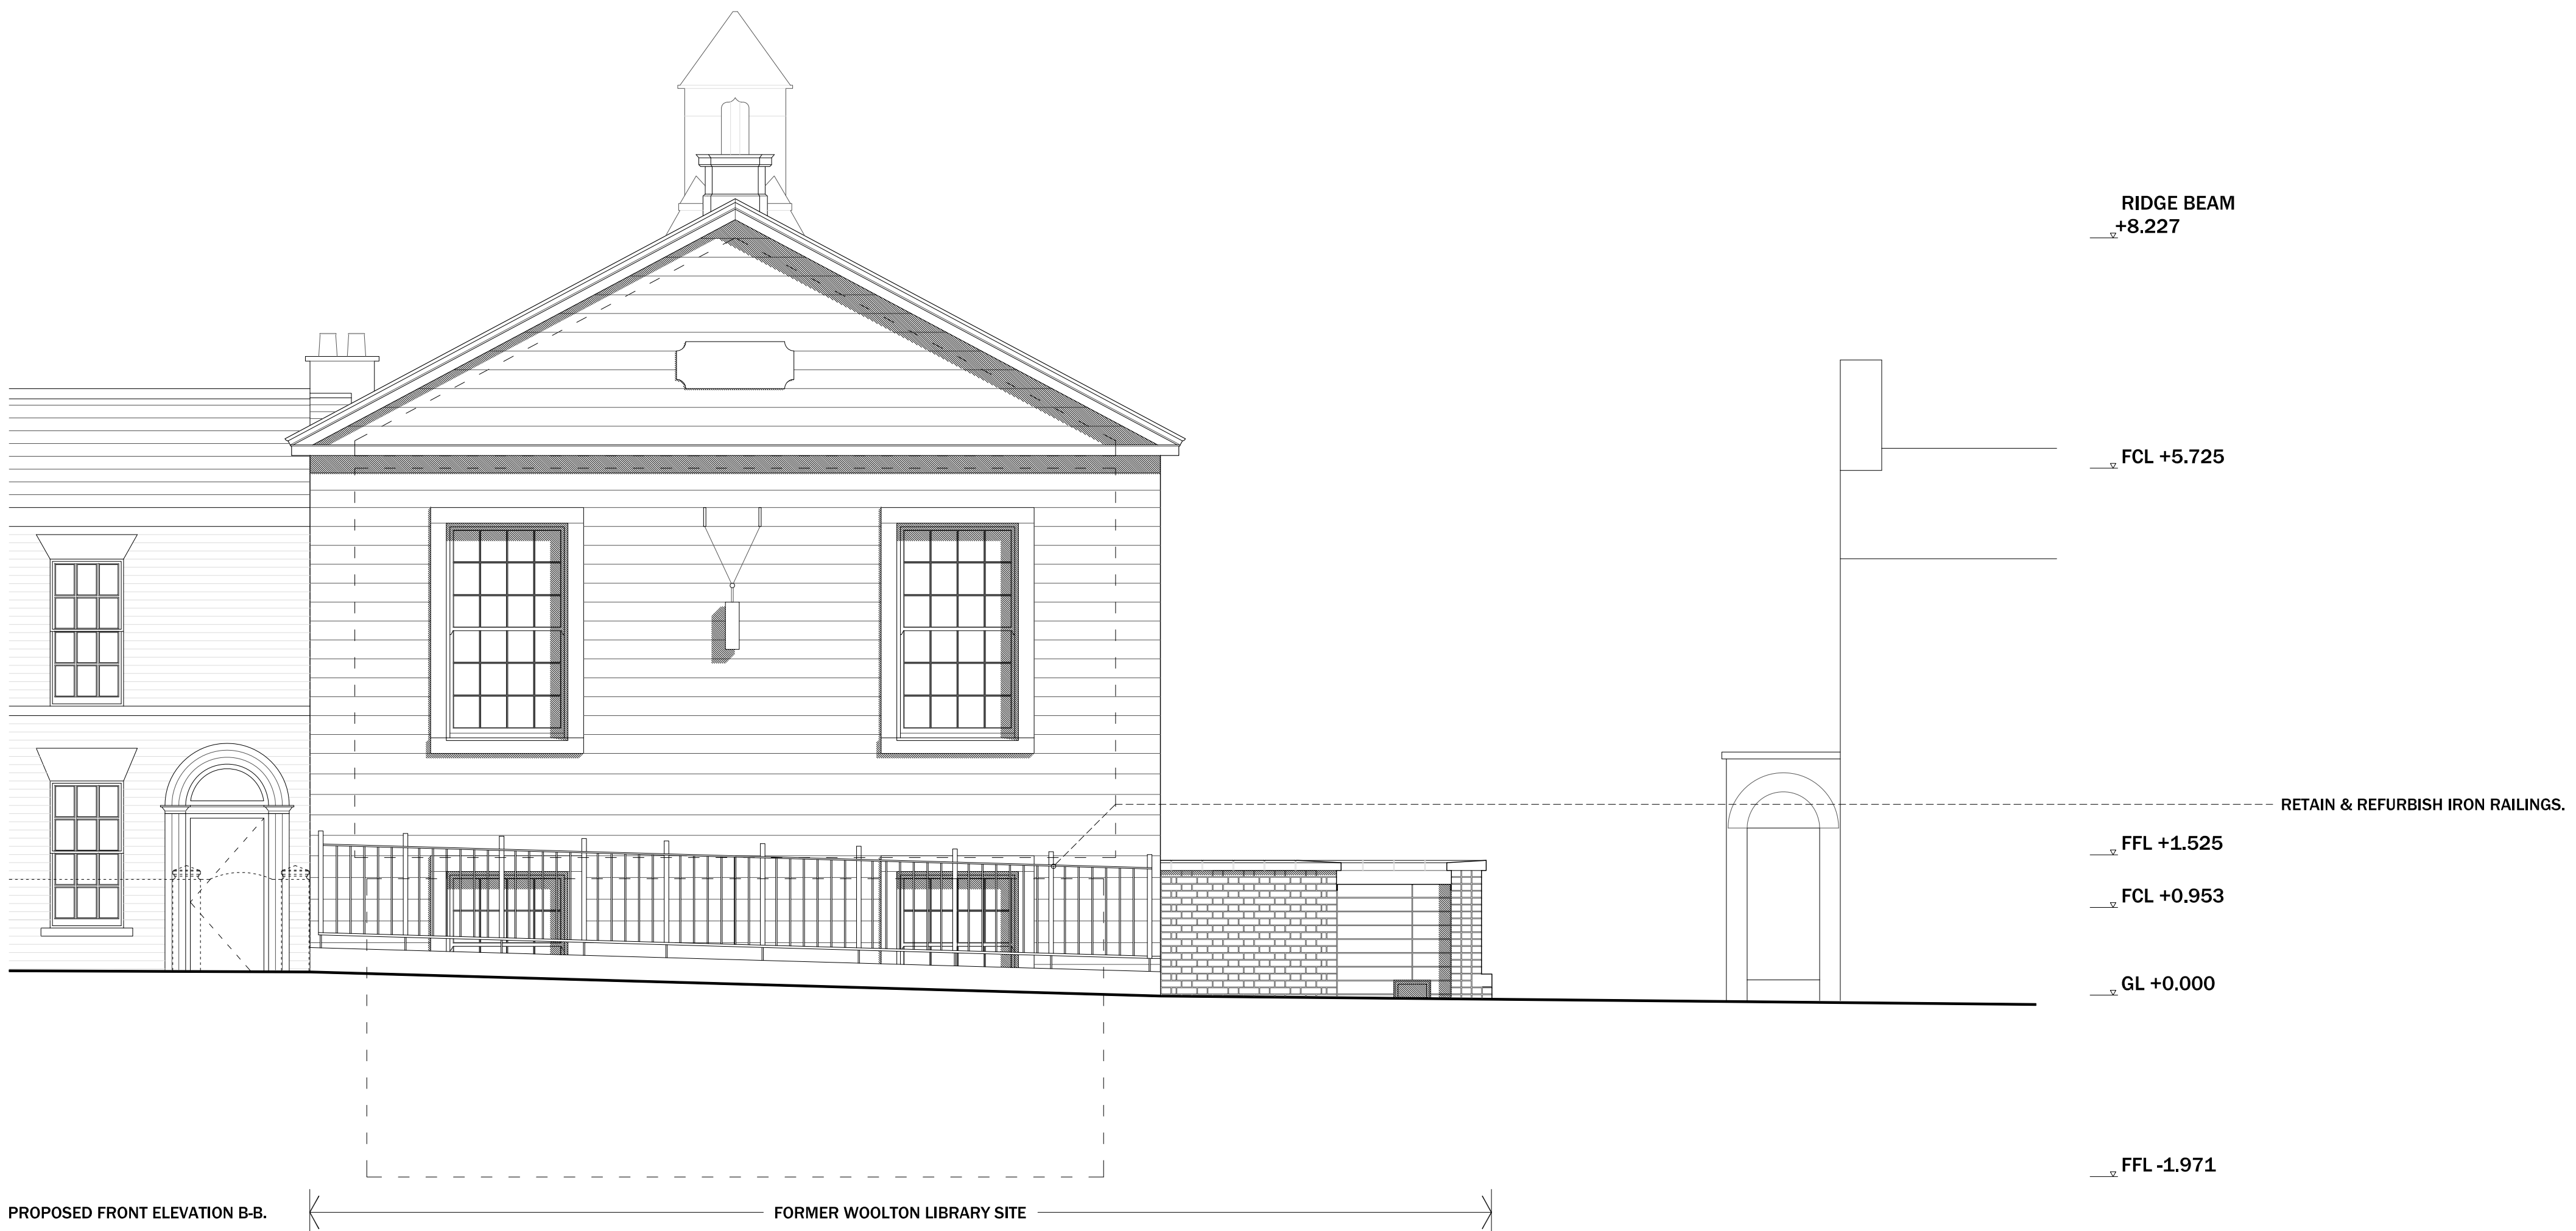 RIDGE BEAM
+8.227
FCL +5.725
RETAIN & REFURBISH IRON RAILINGS.
FFL +1.525
FCL +0.953
GL +0.000
FFL -1.971
PROPOSED FRONT ELEVATION B-B.
FORMER WOOLTON LIBRARY SITE